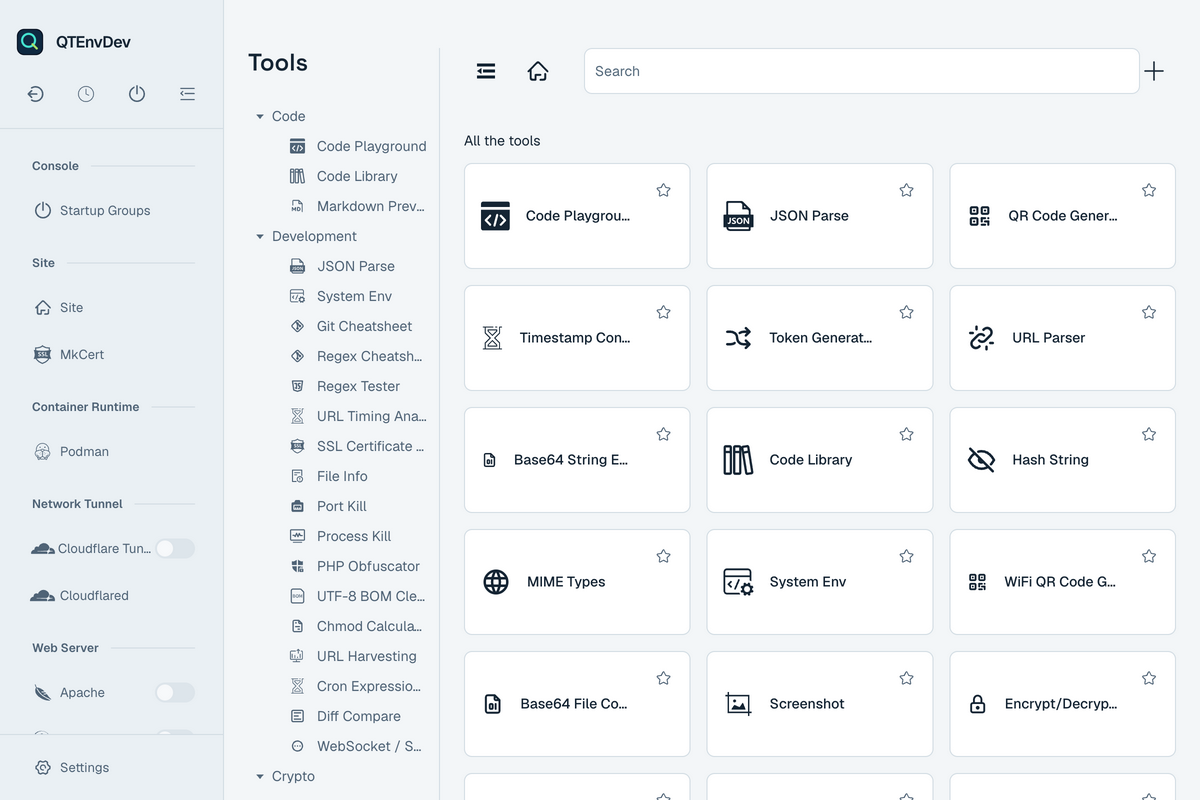 QTEnvDev
Console
Startup Groups
Site
Site
MkCert
Container Runtime
Podman
Network Tunnel
Cloudflare Tun...
Cloudflared
Web Server
Apache
Settings
Tools
Code
Code Playground
Code Library
Markdown Prev...
Development
JSON Parse
System Env
Git Cheatsheet
Regex Cheatsh...
Regex Tester
URL Timing Ana...
SSL Certificate ...
File Info
Port Kill
Process Kill
PHP Obfuscator
UTF-8 BOM Cle...
Chmod Calcula...
URL Harvesting
Cron Expressio...
Diff Compare
WebSocket / S...
Crypto
Search
All the tools
Code Playgrou...
JSON
JSON Parse
QR Code Gener...
Timestamp Con...
Token Generat...
URL Parser
Base64 String E...
Code Library
Hash String
MIME Types
System Env
WiFi QR Code G...
Base64 File Co...
Screenshot
Encrypt/Decryp...